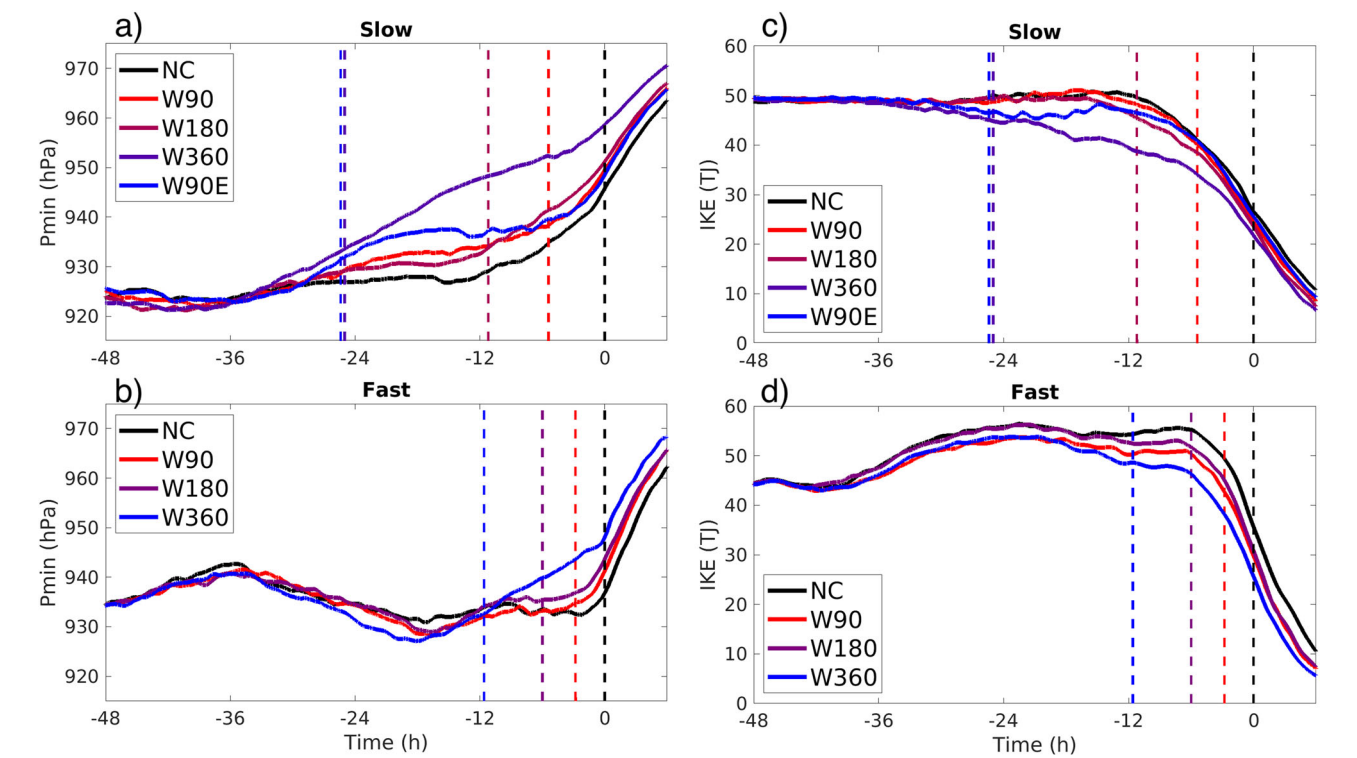 a)
Slow
Pmin (hPa)
970
960
950
940
930
920
NC
W90
W180
W360
W90E
-48
-36
-24
-12
0
c)
Slow
IKE (TJ)
60
50
40
30
20
10
0
NC
W90
W180
W360
W90E
-48
-36
-24
-12
0
b)
Fast
Pmin (hPa)
970
960
950
940
930
920
NC
W90
W180
W360
-48
-36
-24
-12
0
Time (h)
d)
Fast
IKE (TJ)
60
50
40
30
20
10
0
NC
W90
W180
W360
-48
-36
-24
-12
0
Time (h)